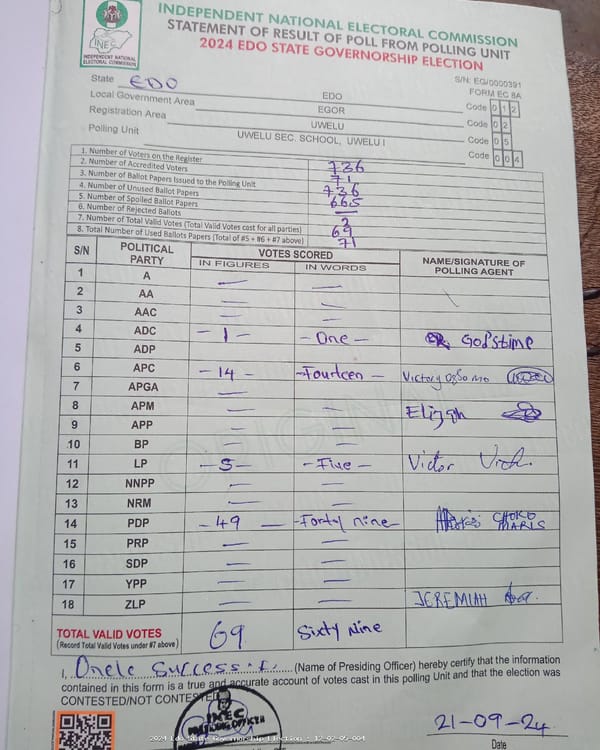 INDEPENDENT NATIONAL ELECTORAL COMMISSION
STATEMENT OF RESULT OF POLL FROM POLLING UNIT
2024 EDO STATE GOVERNORSHIP ELECTION
INEC
INDEPENDENT NATIONAL ELECTORAL COMMISSION
S/N: EG/0000391
FORM EC 8A
State EDO
Local Government Area EDO Code 0 1 2
Registration Area EGOR Code 0 2
UWELU Code 0 5
Polling Unit UWELU SEC. SCHOOL, UWELU I Code 0 0 4
1. Number of Voters on the Register 736
2. Number of Accredited Voters 71
3. Number of Ballot Papers Issued to the Polling Unit 736
4. Number of Unused Ballot Papers 665
5. Number of Spoiled Ballot Papers —
6. Number of Rejected Ballots 2
7. Number of Total Valid Votes (Total Valid Votes cost for all parties) 69
8. Total Number of Used Ballots Papers (Total of #5 + #6 + #7 above) 71
S/N POLITICAL PARTY VOTES SCORED NAME/SIGNATURE OF POLLING AGENT
IN FIGURES IN WORDS
1 A — —
2 AA — —
3 AAC — —
4 ADC - 1 - - One - God'stime
5 ADP
6 APC - 14 - - Fourteen - Victory
7 APGA —
8 APM — — Elijah
9 APP — —
10 BP — —
11 LP - 5 - - Five - Victor
12 NNPP — —
13 NRM — —
14 PDP - 49 — - Forty nine -
15 PRP — —
16 SDP — —
17 YPP — —
18 ZLP — — JEREMIAH
TOTAL VALID VOTES 69 Sixty Nine
(Record Total Valid Votes under #7 above)
I, Onele Success .F. (Name of Presiding Officer) hereby certify that the information
contained in this form is a true and accurate account of votes cast in this polling Unit and that the election was
CONTESTED/NOT CONTESTED
INEC
21-09-24
Date
2024 Edo State Governorship Election - 12-02-05-004